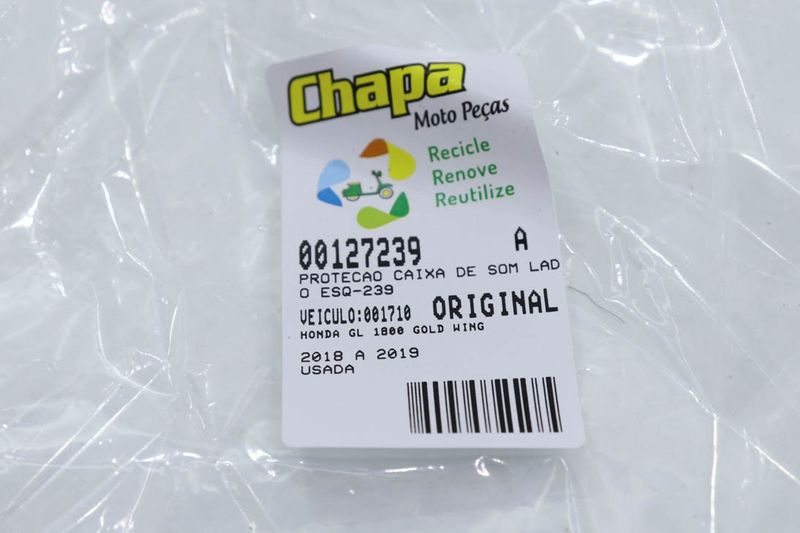 Chapa
Moto Peças
Recicle
Renove
Reutilize
00127239 A
PROTECAO CAIXA DE SOM LAD
O ESQ-239
VEICULO:001710 ORIGINAL
HONDA GL 1800 GOLD WING
2018 A 2019
USADA